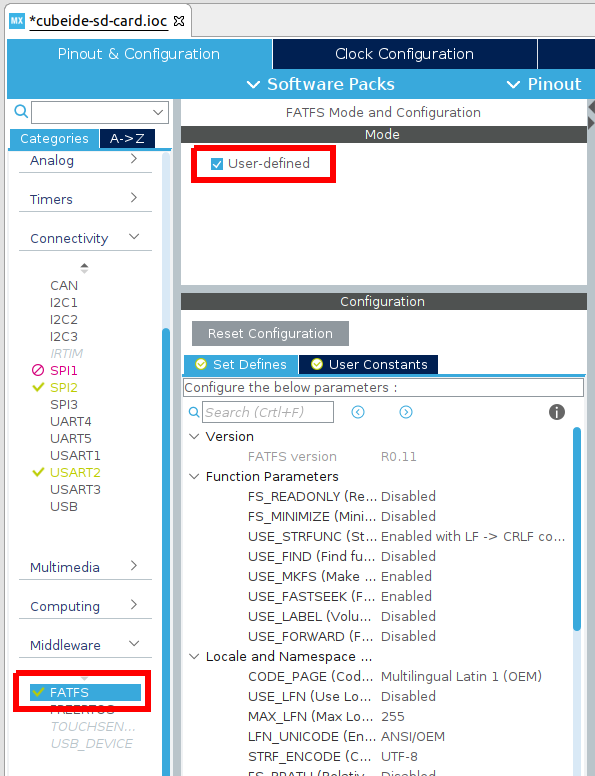 MX *cubeide-sd-card.ioc
Pinout & Configuration
Clock Configuration
Software Packs
Pinout
FATFS Mode and Configuration
Mode
User-defined
Categories
A->Z
Analog
Timers
Connectivity
CAN
I2C1
I2C2
I2C3
IRTIM
SPI1
SPI2
SPI3
UART4
UART5
USART1
USART2
USART3
USB
Multimedia
Computing
Middleware
FATFS
FREERTOS
TOUCHSEN...
USB_DEVICE
Configuration
Reset Configuration
Set Defines
User Constants
Configure the below parameters :
Search (Crtl+F)
Version
FATFS version R0.11
Function Parameters
FS_READONLY (Re... Disabled
FS_MINIMIZE (Mini... Disabled
USE_STRFUNC (St... Enabled with LF -> CRLF co...
USE_FIND (Find fu... Disabled
USE_MKFS (Make ... Enabled
USE_FASTSEEK (F... Enabled
USE_LABEL (Volu... Disabled
USE_FORWARD (F... Disabled
Locale and Namespace ...
CODE_PAGE (Cod... Multilingual Latin 1 (OEM)
USE_LFN (Use Lo... Disabled
MAX_LFN (Max Lo... 255
LFN_UNICODE (En... ANSI/OEM
STRF_ENCODE (C... UTF-8
FS_RPATH (Relativ... Disabled